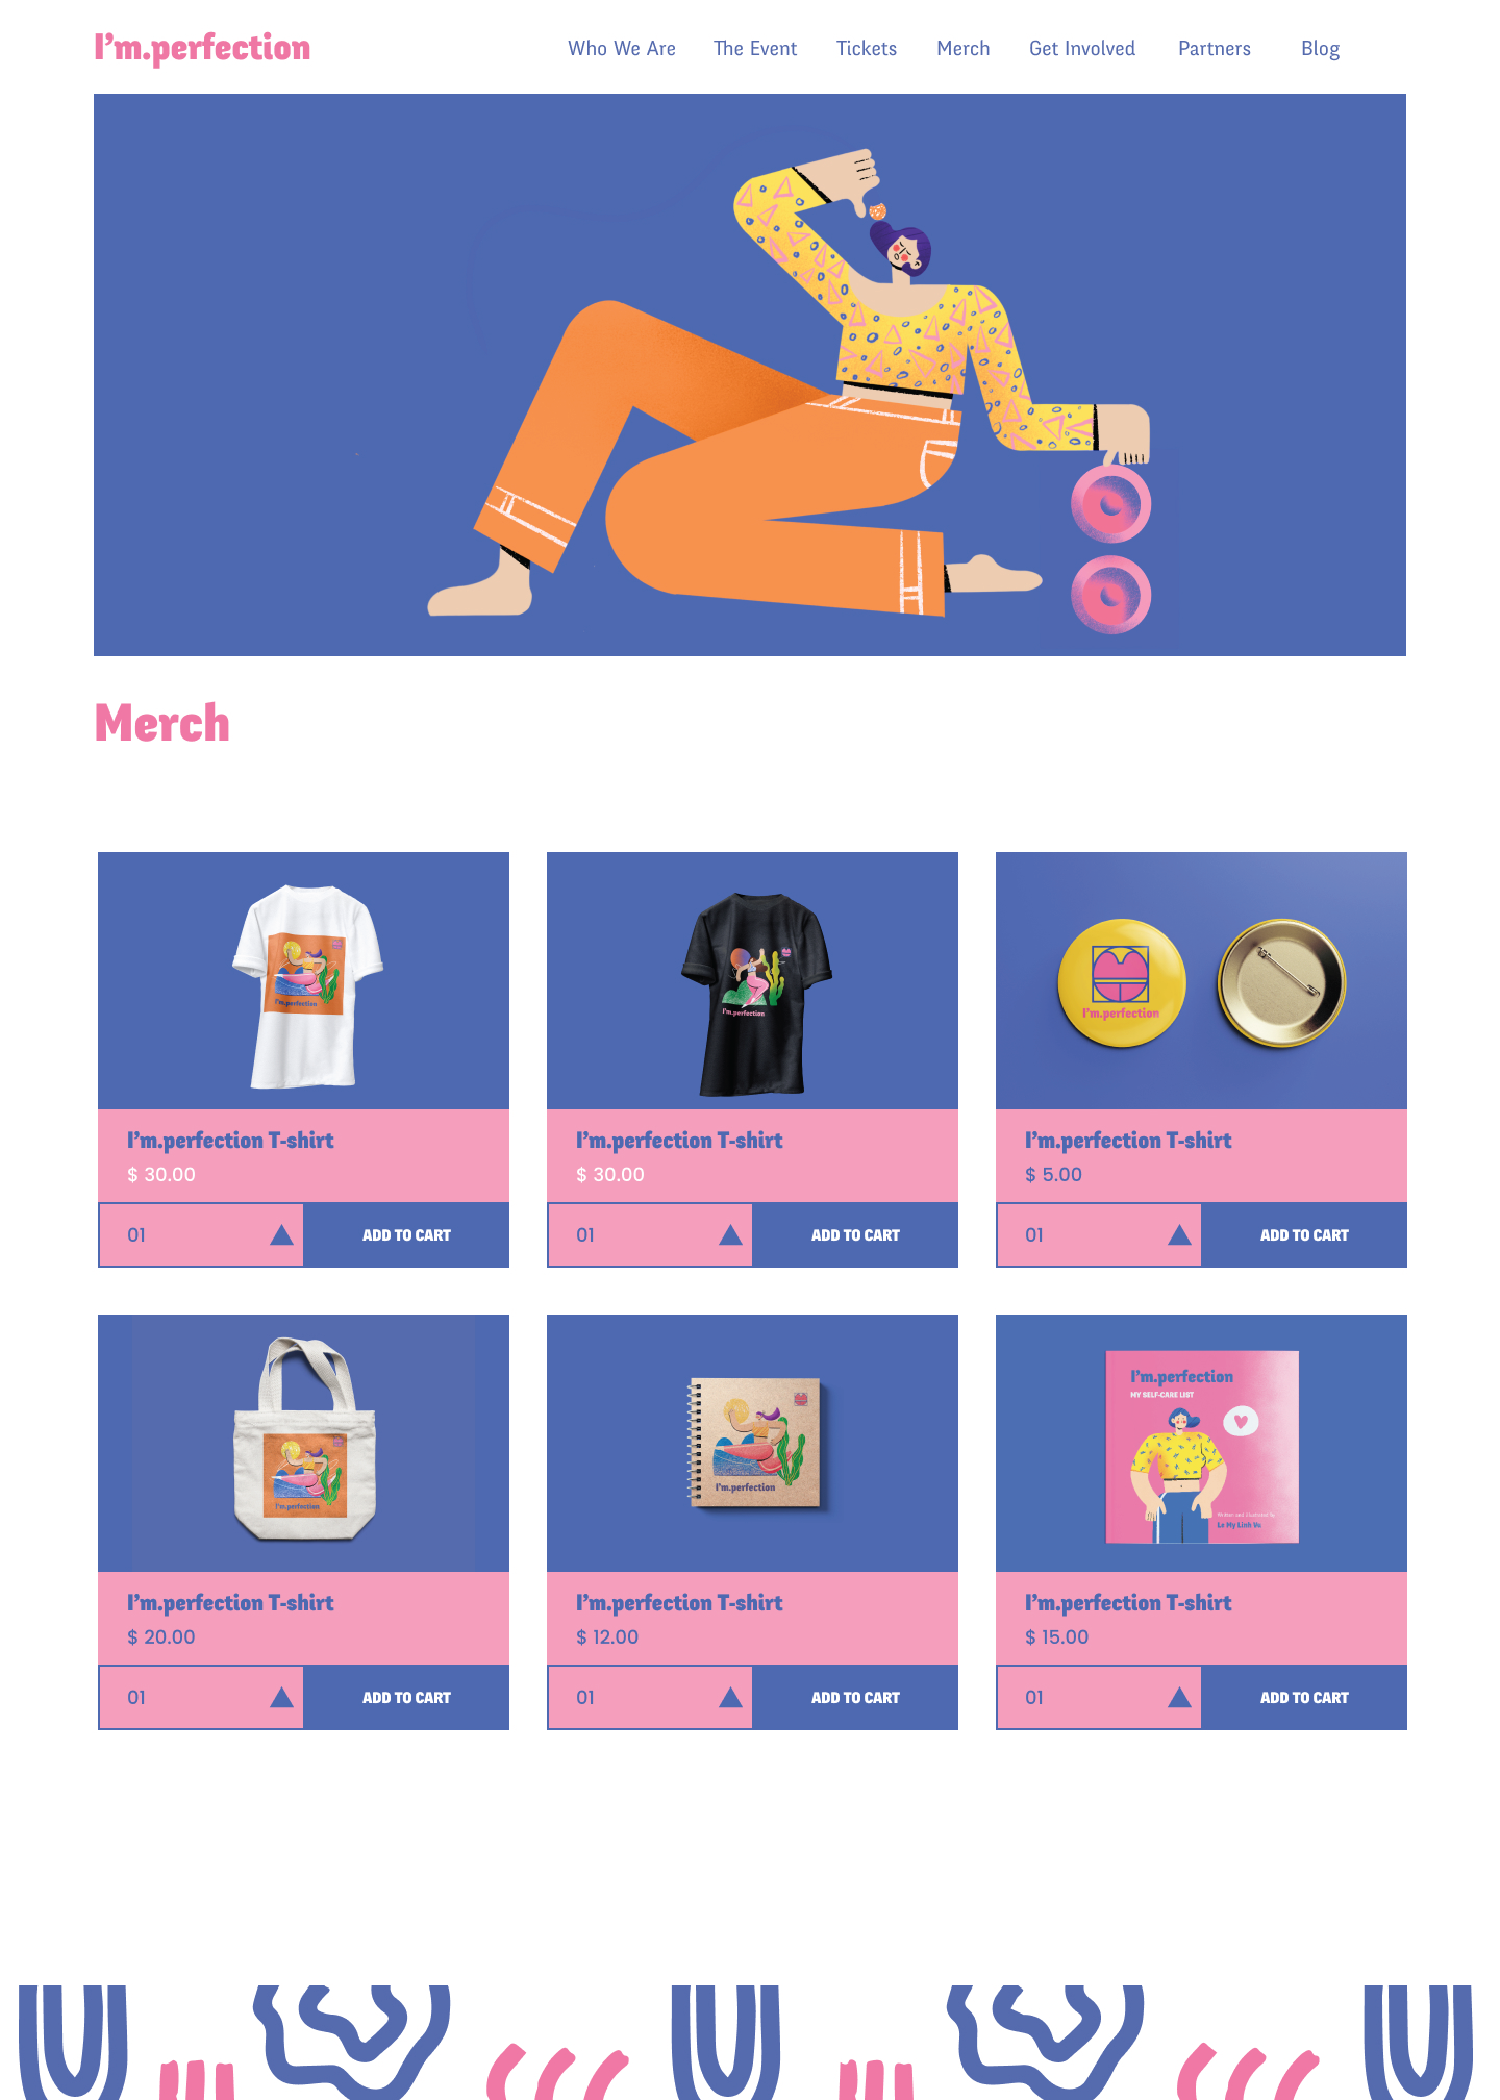 I'm.perfection
Who We Are The Event Tickets Merch Get Involved Partners Blog
Merch
I'm.perfection
I'm.perfection
I'm.perfection
I'm.perfection T-shirt
$ 30.00
01 ADD TO CART
I'm.perfection T-shirt
$ 30.00
01 ADD TO CART
I'm.perfection T-shirt
$ 5.00
01 ADD TO CART
I'm.perfection
I'm.perfection
I'm.perfection
MY SELF-CARE LIST
Written and illustrated by
Le My Linh Vu
I'm.perfection T-shirt
$ 20.00
01 ADD TO CART
I'm.perfection T-shirt
$ 12.00
01 ADD TO CART
I'm.perfection T-shirt
$ 15.00
01 ADD TO CART